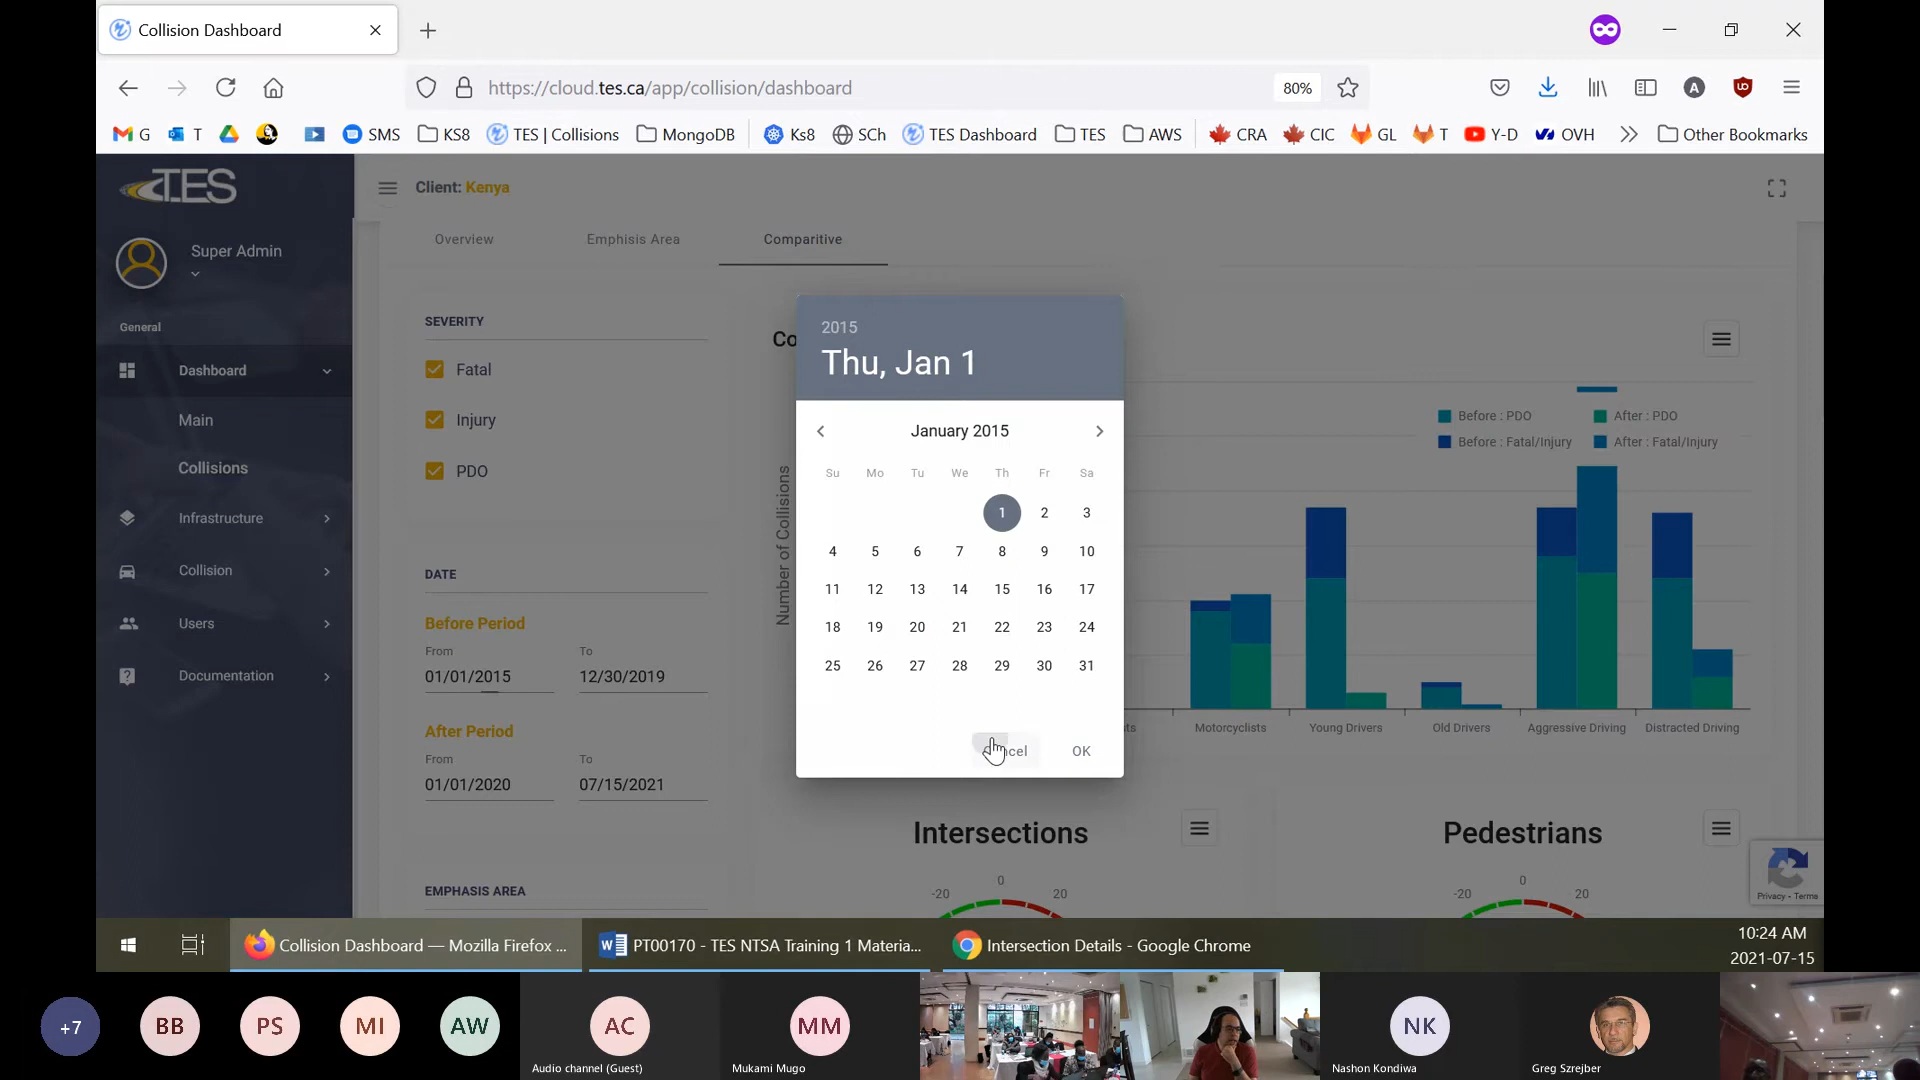 Collision Dashboard
https://cloud.tes.ca/app/collision/dashboard
80%
A
G
T
SMS
KS8
TES | Collisions
MongoDB
Ks8
SCh
TES Dashboard
TES
AWS
CRA
CIC
GL
T
Y-D
OVH
Other Bookmarks
TES
Client: Kenya
Super Admin
General
Dashboard
Main
Collisions
Infrastructure
Collision
Users
Documentation
Overview
Emphisis Area
Comparitive
SEVERITY
Fatal
Injury
PDO
DATE
Before Period
From
To
01/01/2015
12/30/2019
After Period
From
To
01/01/2020
07/15/2021
EMPHASIS AREA
Co
Number of Collisions
2015
Thu, Jan 1
January 2015
Su Mo Tu We Th Fr Sa
1 2 3
4 5 6 7 8 9 10
11 12 13 14 15 16 17
18 19 20 21 22 23 24
25 26 27 28 29 30 31
Cancel
OK
Before : PDO
After : PDO
Before : Fatal/Injury
After : Fatal/Injury
ts
Motorcyclists
Young Drivers
Old Drivers
Aggressive Driving
Distracted Driving
Intersections
-20
0
20
Pedestrians
-20
0
20
Privacy - Terms
Collision Dashboard — Mozilla Firefox ...
PT00170 - TES NTSA Training 1 Materia...
Intersection Details - Google Chrome
10:24 AM
2021-07-15
+7
BB
PS
MI
AW
AC
Audio channel (Guest)
MM
Mukami Mugo
NK
Nashon Kondiwa
Greg Szrejber